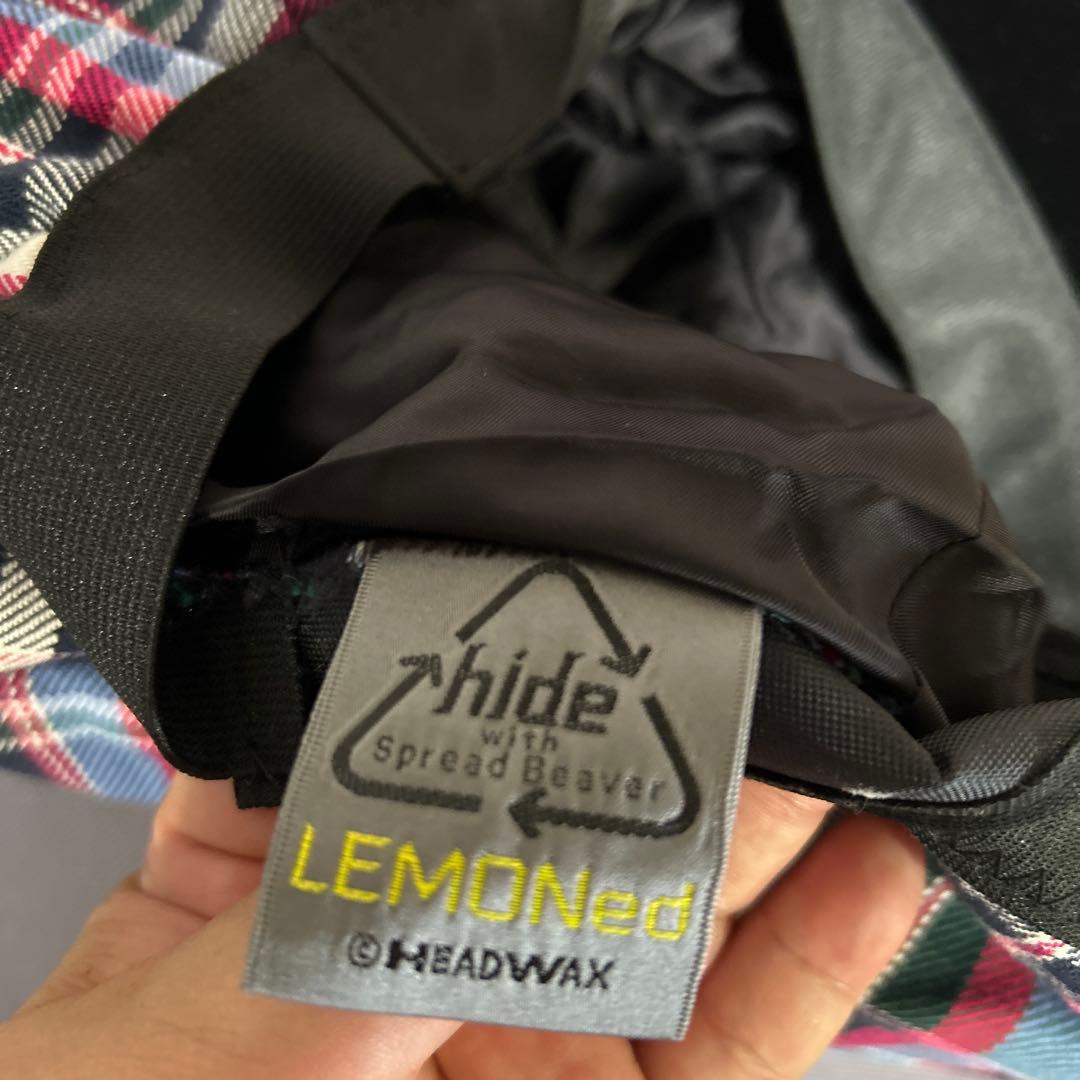 hide
with
Spread Beaver
LEMONed
© HEADWAX